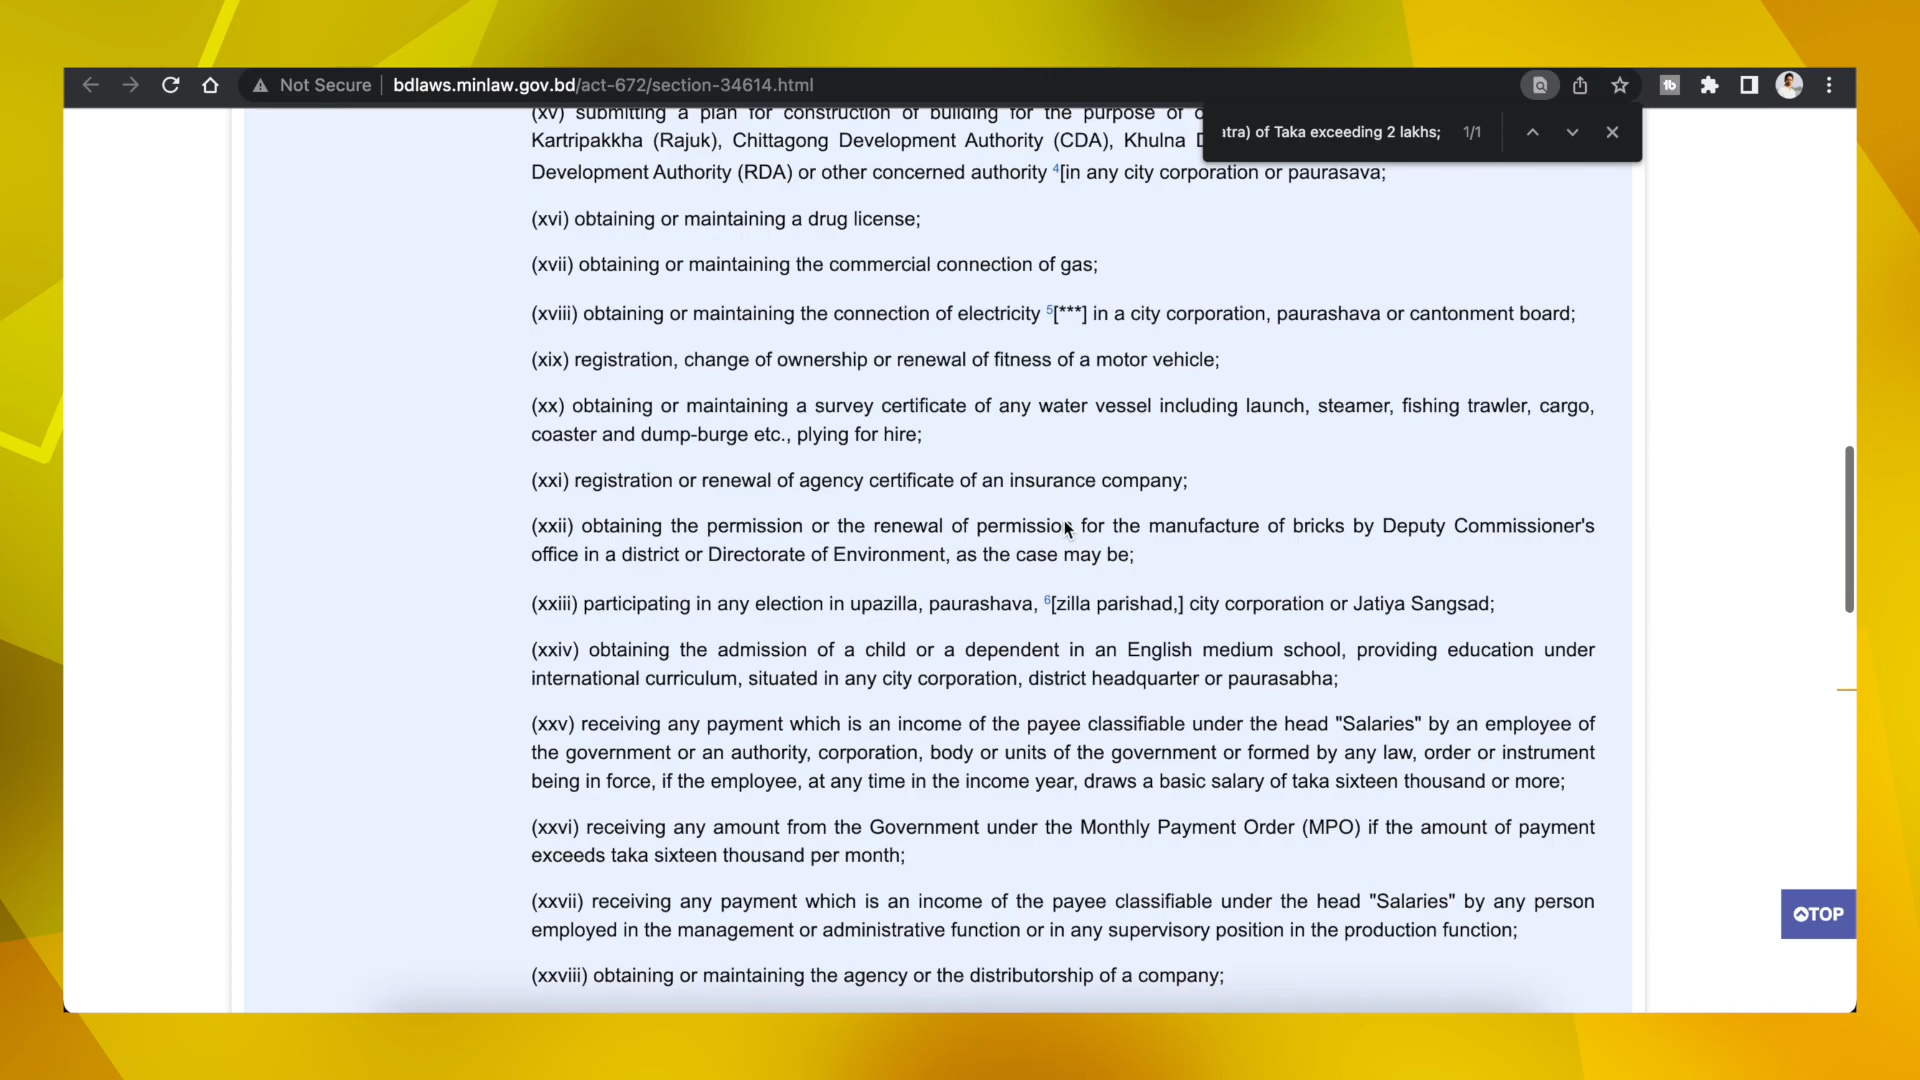 Not Secure bdlaws.minlaw.gov.bd/act-672/section-34614.html
atra) of Taka exceeding 2 lakhs; 1/1
(xv) submitting a plan for construction of building for the purpose of
Kartripakkha (Rajuk), Chittagong Development Authority (CDA), Khulna
Development Authority (RDA) or other concerned authority 4[in any city corporation or paurasava;
(xvi) obtaining or maintaining a drug license;
(xvii) obtaining or maintaining the commercial connection of gas;
(xviii) obtaining or maintaining the connection of electricity 5[***] in a city corporation, paurashava or cantonment board;
(xix) registration, change of ownership or renewal of fitness of a motor vehicle;
(xx) obtaining or maintaining a survey certificate of any water vessel including launch, steamer, fishing trawler, cargo,
coaster and dump-burge etc., plying for hire;
(xxi) registration or renewal of agency certificate of an insurance company;
(xxii) obtaining the permission or the renewal of permission for the manufacture of bricks by Deputy Commissioner's
office in a district or Directorate of Environment, as the case may be;
(xxiii) participating in any election in upazilla, paurashava, 6[zilla parishad,] city corporation or Jatiya Sangsad;
(xxiv) obtaining the admission of a child or a dependent in an English medium school, providing education under
international curriculum, situated in any city corporation, district headquarter or paurasabha;
(xxv) receiving any payment which is an income of the payee classifiable under the head "Salaries" by an employee of
the government or an authority, corporation, body or units of the government or formed by any law, order or instrument
being in force, if the employee, at any time in the income year, draws a basic salary of taka sixteen thousand or more;
(xxvi) receiving any amount from the Government under the Monthly Payment Order (MPO) if the amount of payment
exceeds taka sixteen thousand per month;
TOP
(xxvii) receiving any payment which is an income of the payee classifiable under the head "Salaries" by any person
employed in the management or administrative function or in any supervisory position in the production function;
(xxviii) obtaining or maintaining the agency or the distributorship of a company;